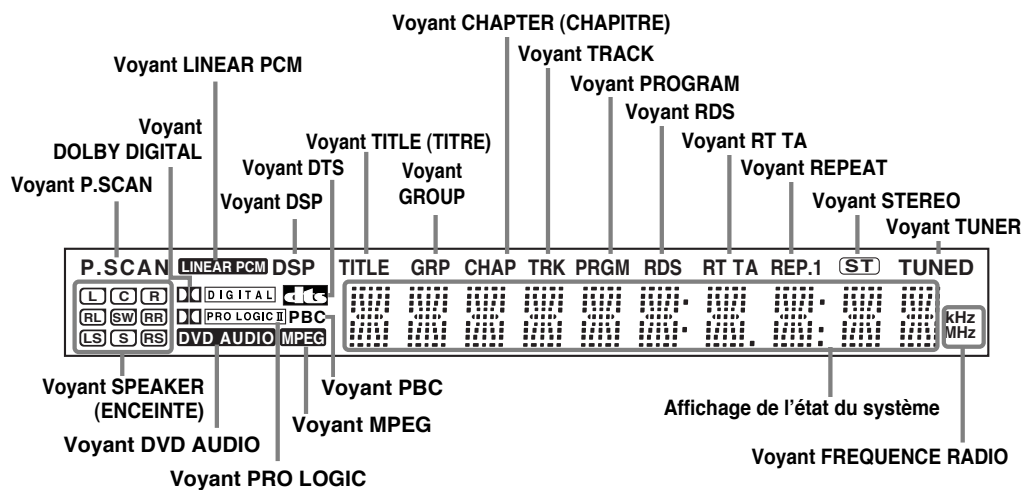 Voyant CHAPTER (CHAPITRE)
Voyant TRACK
Voyant LINEAR PCM
Voyant PROGRAM
Voyant RDS
Voyant
DOLBY DIGITAL
Voyant TITLE (TITRE)
Voyant RT TA
Voyant DTS
Voyant
GROUP
Voyant REPEAT
Voyant P.SCAN
Voyant DSP
Voyant STEREO
Voyant TUNER
P.SCAN LINEAR PCM DSP TITLE GRP CHAP TRK PRGM RDS RT TA REP.1 ST TUNED
L C R DIGITAL dts
RL SW RR PRO LOGIC II PBC kHz
LS S RS DVD AUDIO MPEG MHz
Voyant SPEAKER
(ENCEINTE)
Voyant PBC
Voyant DVD AUDIO
Voyant MPEG
Affichage de l'état du système
Voyant PRO LOGIC
Voyant FREQUENCE RADIO